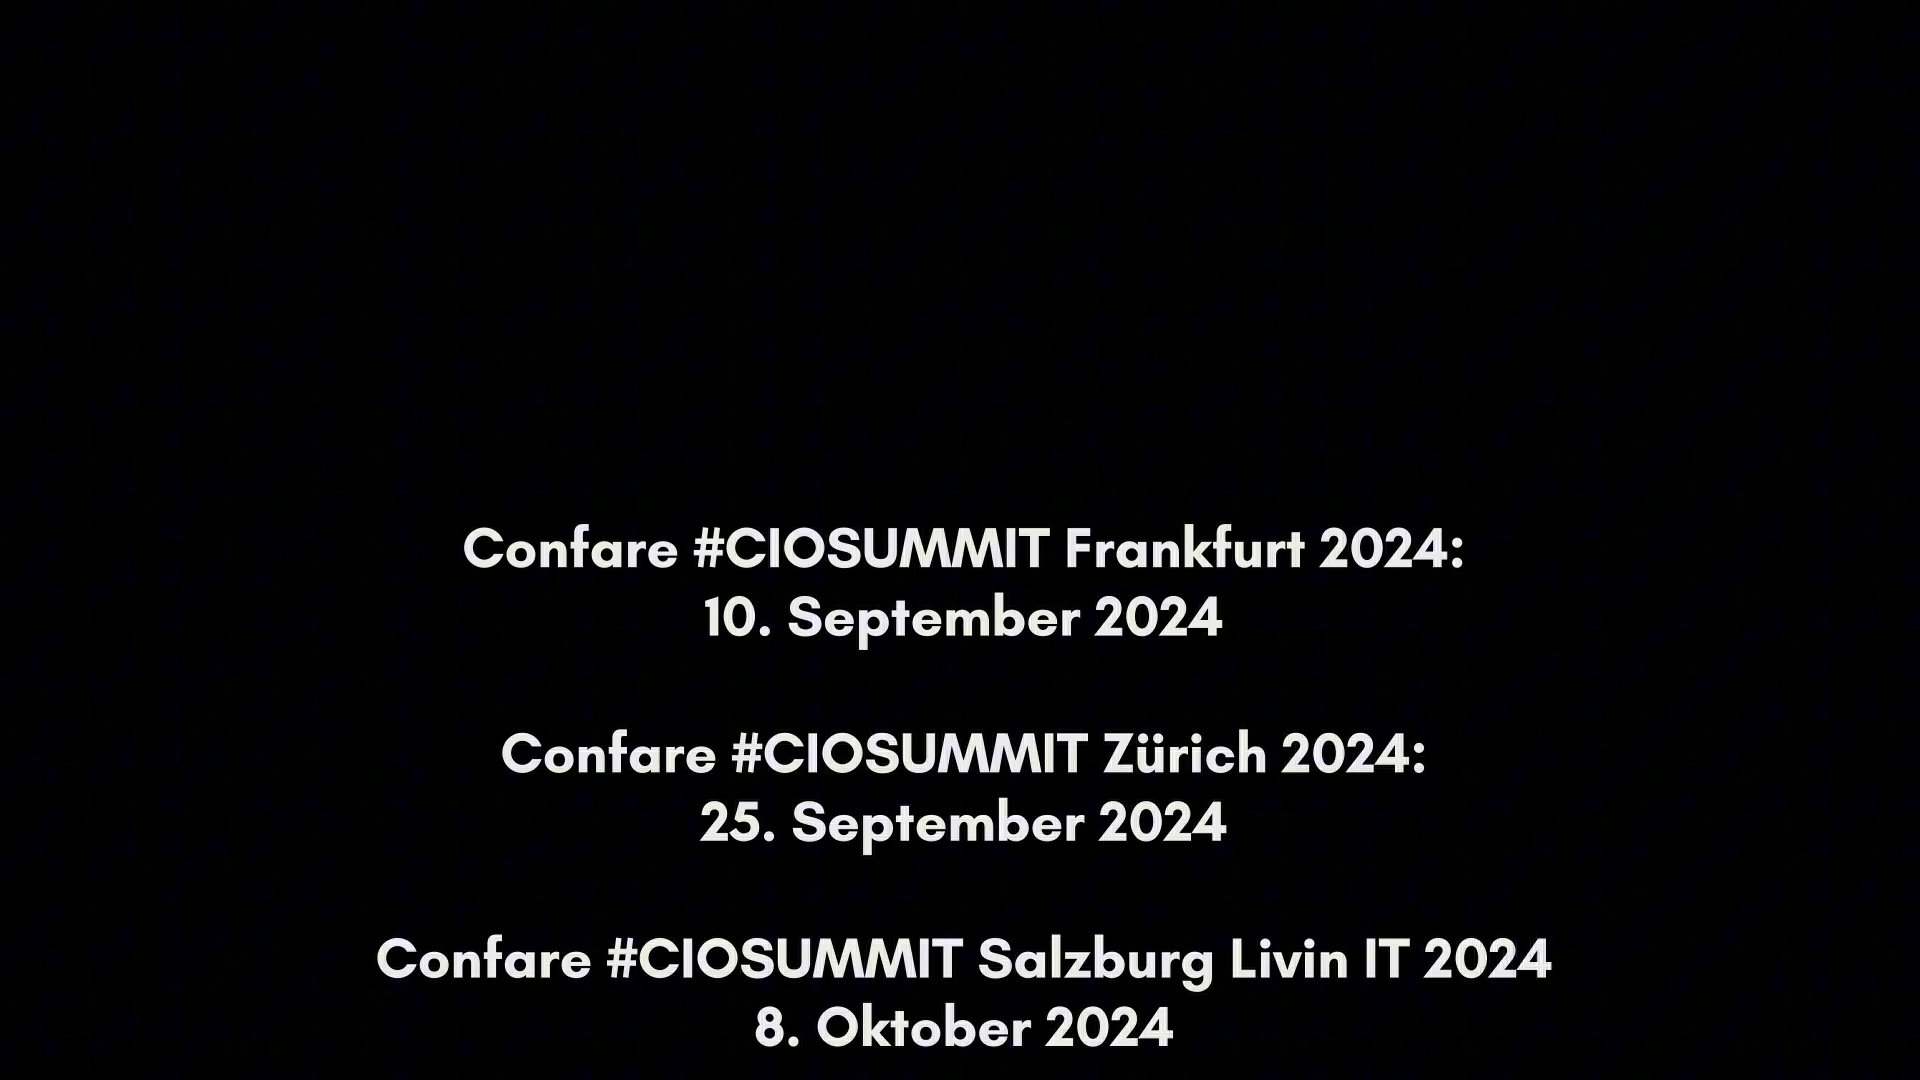 Confare #CIOSUMMIT Frankfurt 2024:
10. September 2024
Confare #CIOSUMMIT Zürich 2024:
25. September 2024
Confare #CIOSUMMIT Salzburg Livin IT 2024
8. Oktober 2024